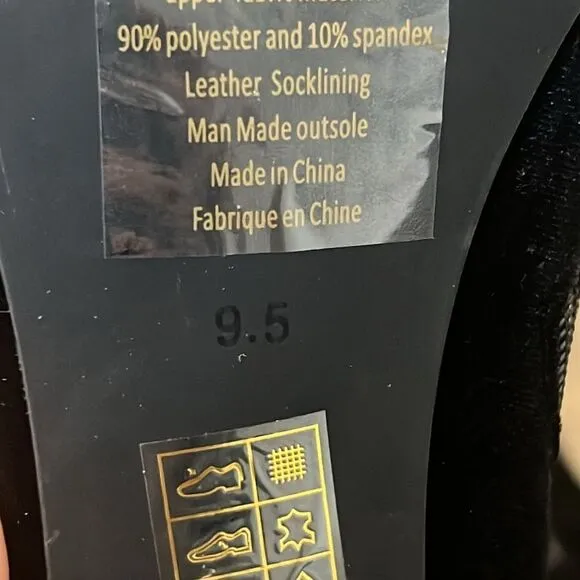 90% polyester and 10% spandex
Leather Socklining
Man Made outsole
Made in China
Fabrique en Chine
9.5